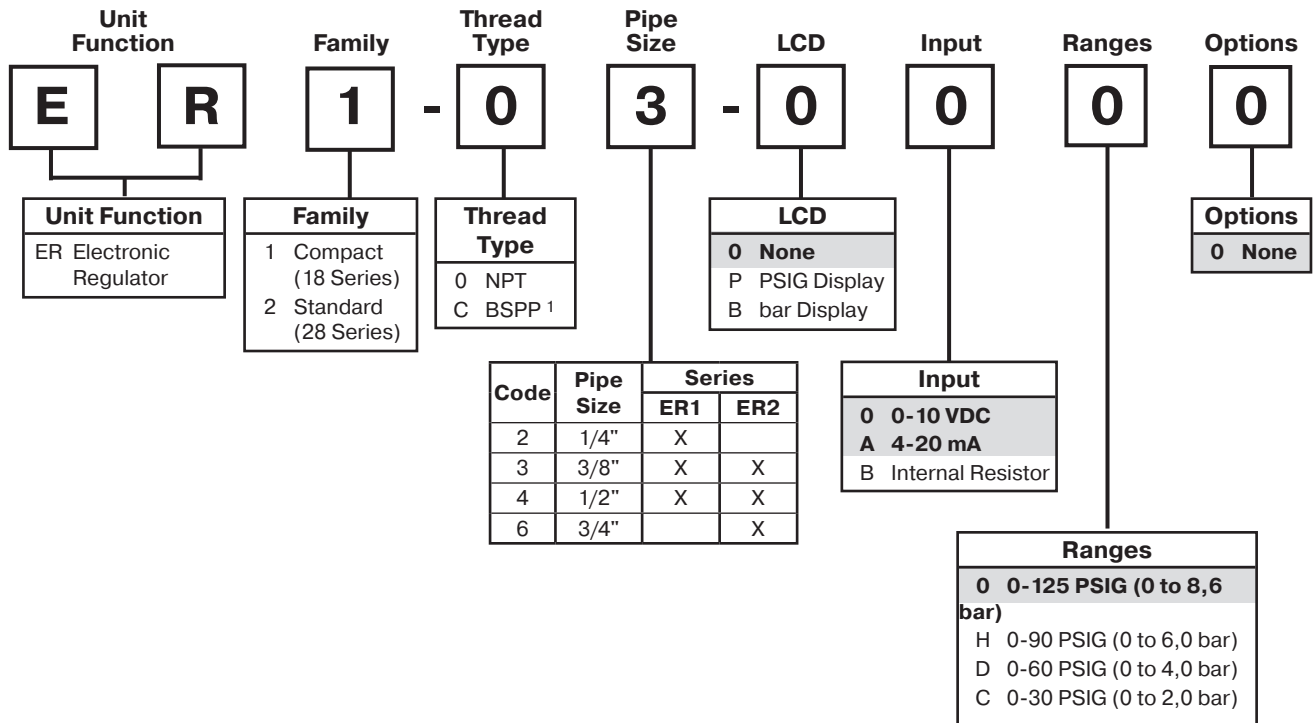 Unit Function
Family
Thread Type
Pipe Size
LCD
Input
Ranges
Options
E R 1 - 0 3 - 0 0 0 0
Unit Function
ER Electronic
Regulator
Family
1 Compact
(18 Series)
2 Standard
(28 Series)
Thread
Type
0 NPT
C BSPP 1
LCD
0 None
P PSIG Display
B bar Display
Options
0 None
Code Pipe Size Series
ER1 ER2
2 1/4" X
3 3/8" X X
4 1/2" X X
6 3/4" X
Input
0 0-10 VDC
A 4-20 mA
B Internal Resistor
Ranges
0 0-125 PSIG (0 to 8,6
bar)
H 0-90 PSIG (0 to 6,0 bar)
D 0-60 PSIG (0 to 4,0 bar)
C 0-30 PSIG (0 to 2,0 bar)